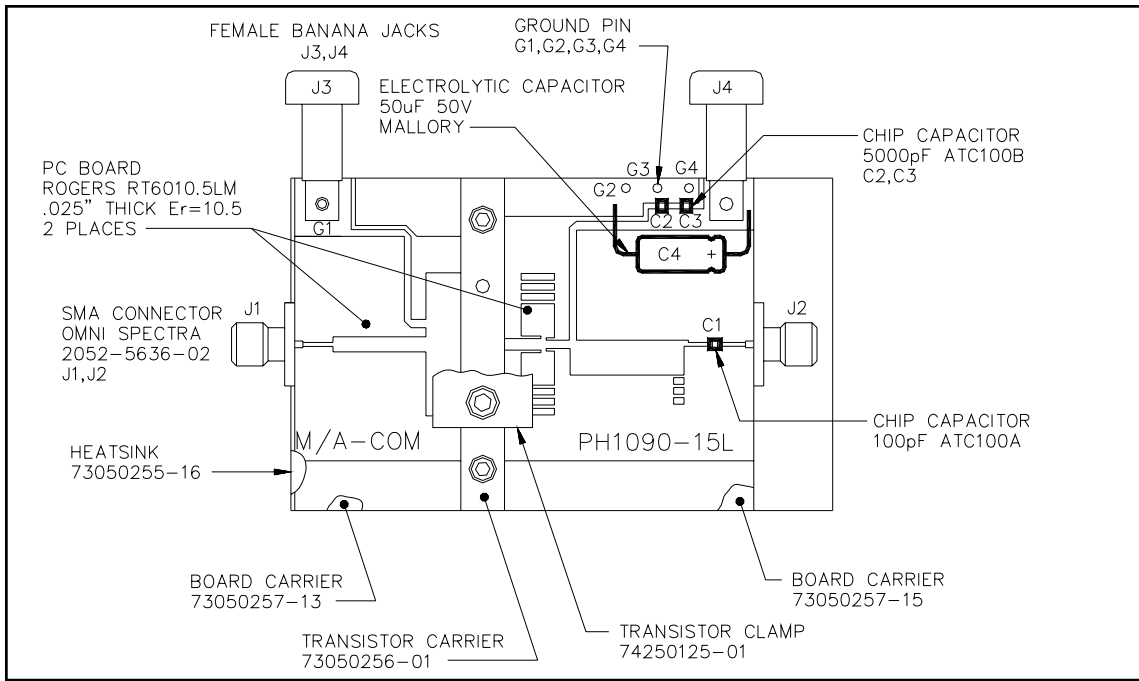 FEMALE BANANA JACKS
J3,J4
GROUND PIN
G1,G2,G3,G4
J3
ELECTROLYTIC CAPACITOR
50uF 50V
MALLORY
J4
CHIP CAPACITOR
5000pF ATC100B
C2,C3
PC BOARD
ROGERS RT6010.5LM
.025" THICK Er=10.5
2 PLACES
G3
G4
G2
G1
C2
C3
C4
+
SMA CONNECTOR
OMNI SPECTRA
2052-5636-02
J1,J2
J1
C1
J2
CHIP CAPACITOR
100pF ATC100A
M/A-COM
PH1090-15L
HEATSINK
73050255-16
BOARD CARRIER
73050257-13
BOARD CARRIER
73050257-15
TRANSISTOR CARRIER
73050256-01
TRANSISTOR CLAMP
74250125-01